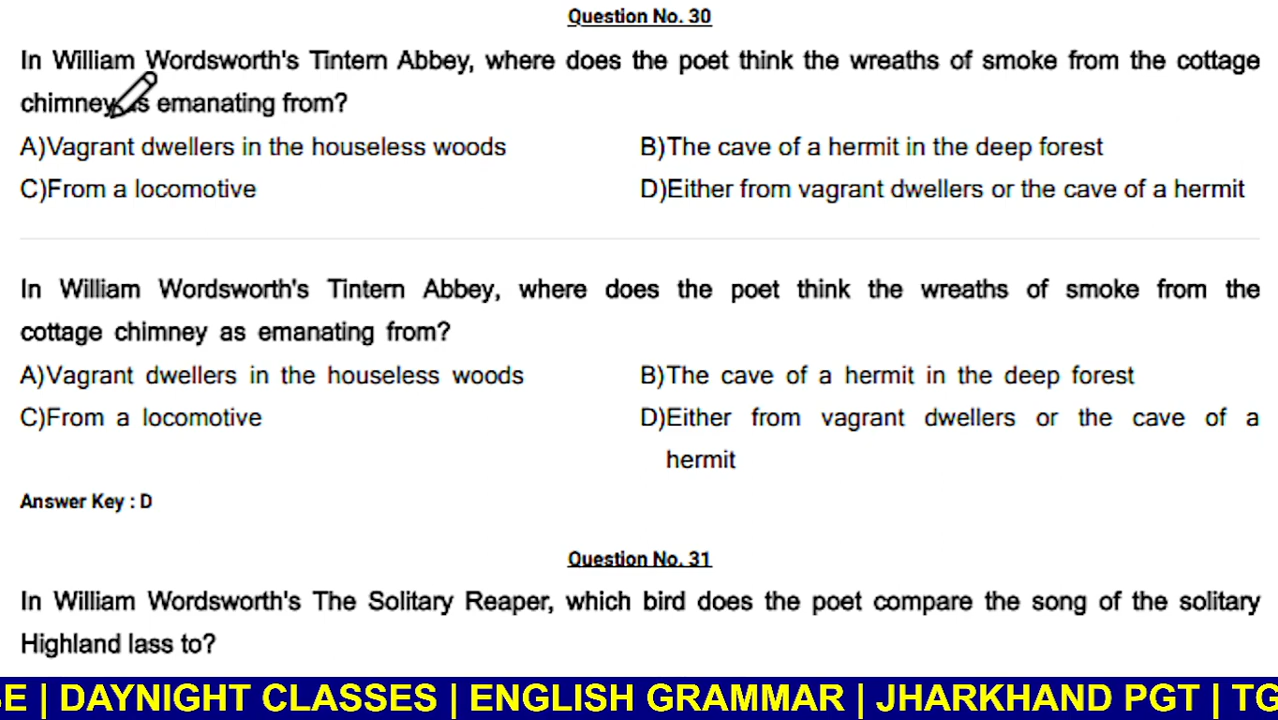 Question No. 30
In William Wordsworth's Tintern Abbey, where does the poet think the wreaths of smoke from the cottage
chimney as emanating from?
A)Vagrant dwellers in the houseless woods
B)The cave of a hermit in the deep forest
C)From a locomotive
D)Either from vagrant dwellers or the cave of a hermit
In William Wordsworth's Tintern Abbey, where does the poet think the wreaths of smoke from the
cottage chimney as emanating from?
A)Vagrant dwellers in the houseless woods
B)The cave of a hermit in the deep forest
C)From a locomotive
D)Either from vagrant dwellers or the cave of a
hermit
Answer Key : D
Question No. 31
In William Wordsworth's The Solitary Reaper, which bird does the poet compare the song of the solitary
Highland lass to?
E | DAYNIGHT CLASSES | ENGLISH GRAMMAR | JHARKHAND PGT | TG